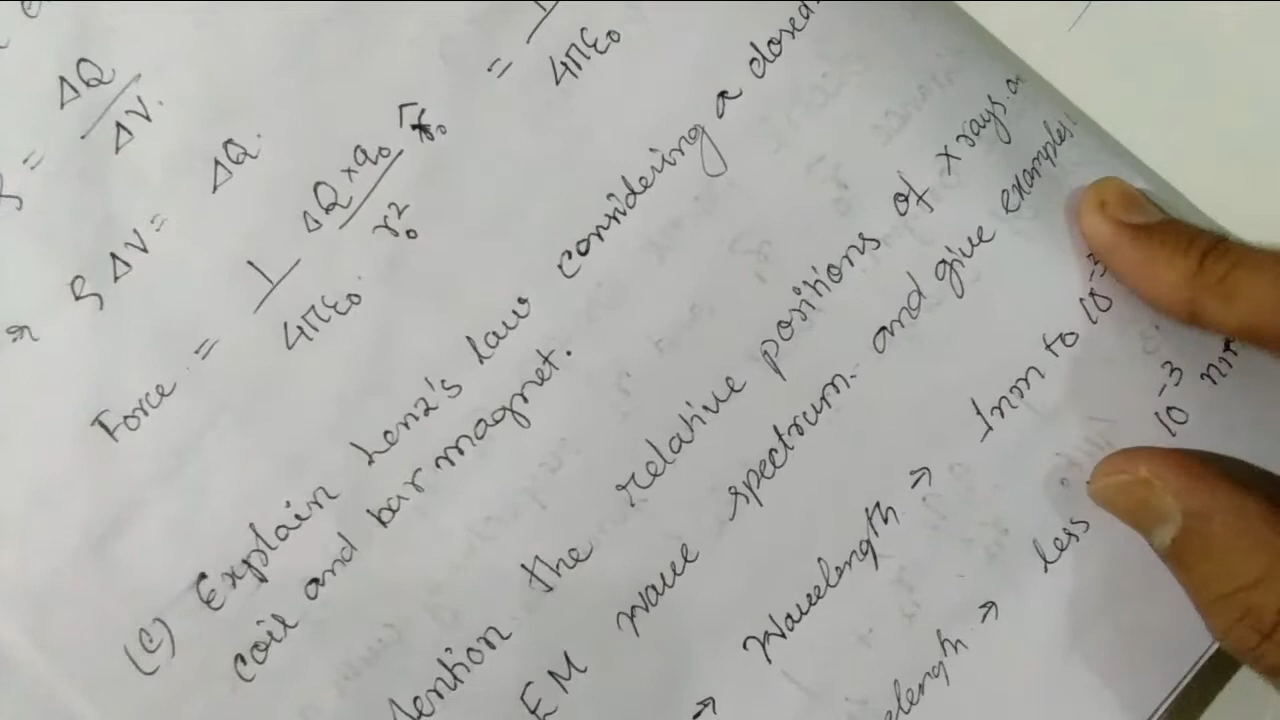 ρ = ΔQ/ΔV.
⇒ ρ ΔV = ΔQ.
Force = 1/4πε₀ ΔQ × q₀/r₀² r̂₀ = 1/4πε₀
(C) Explain Lenz's law considering a closed
coil and bar magnet.
the relative positions of x rays
EM wave spectrum. and give examples.
→ Wavelength → 1nm to 10⁻³
→ less 10⁻³